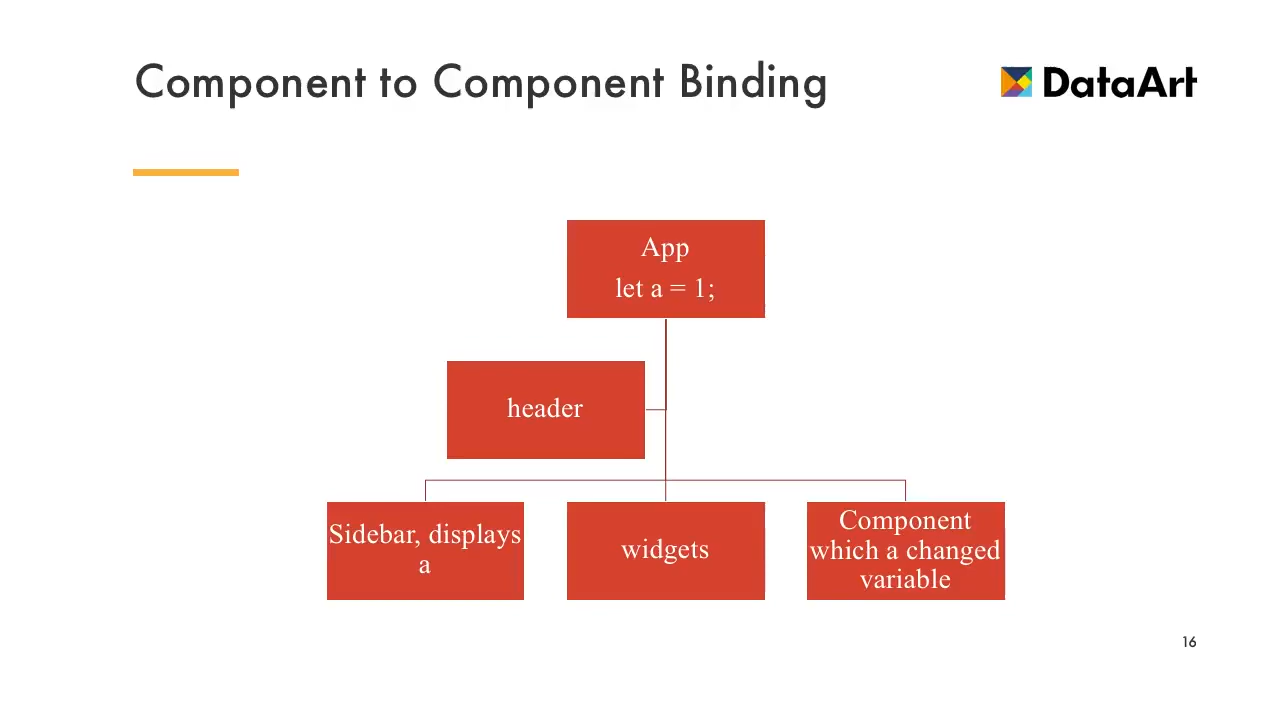 Component to Component Binding
DataArt
App
let a = 1;
header
Sidebar, displays
a
widgets
Component
which a changed
variable
16